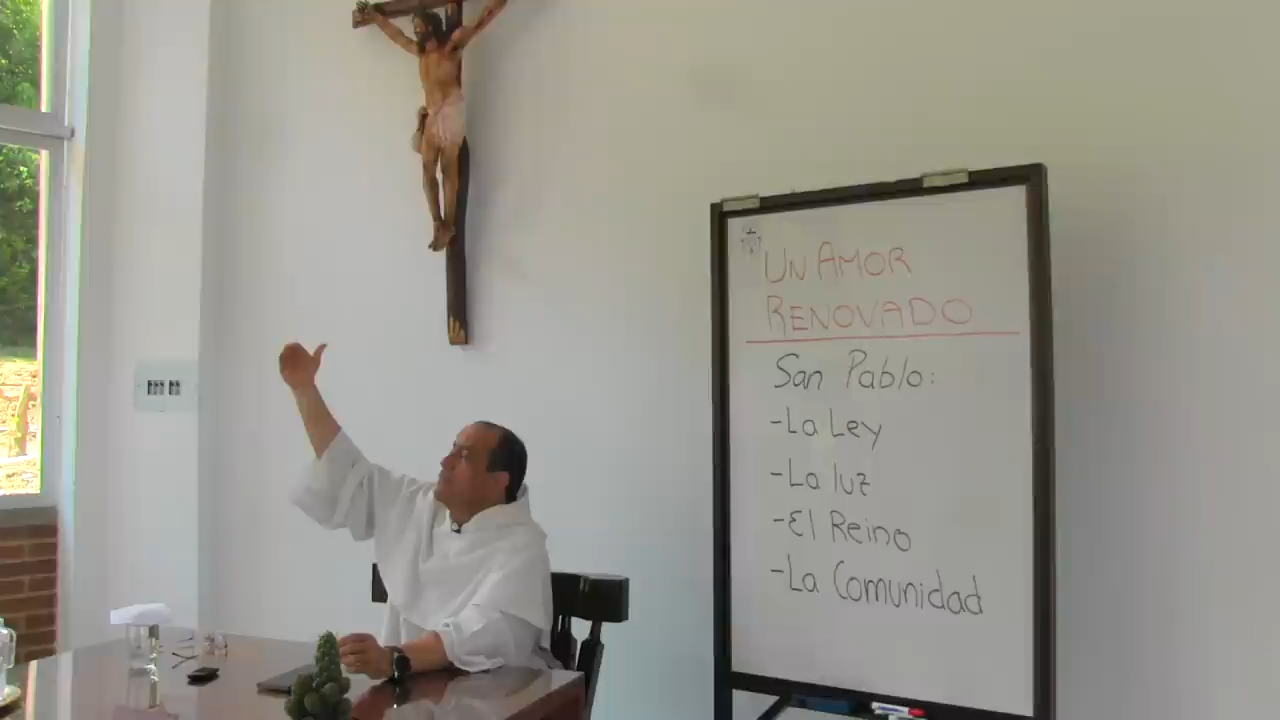 UN AMOR
RENOVADO
San Pablo:
-La Ley
-La luz
-El Reino
-La Comunidad